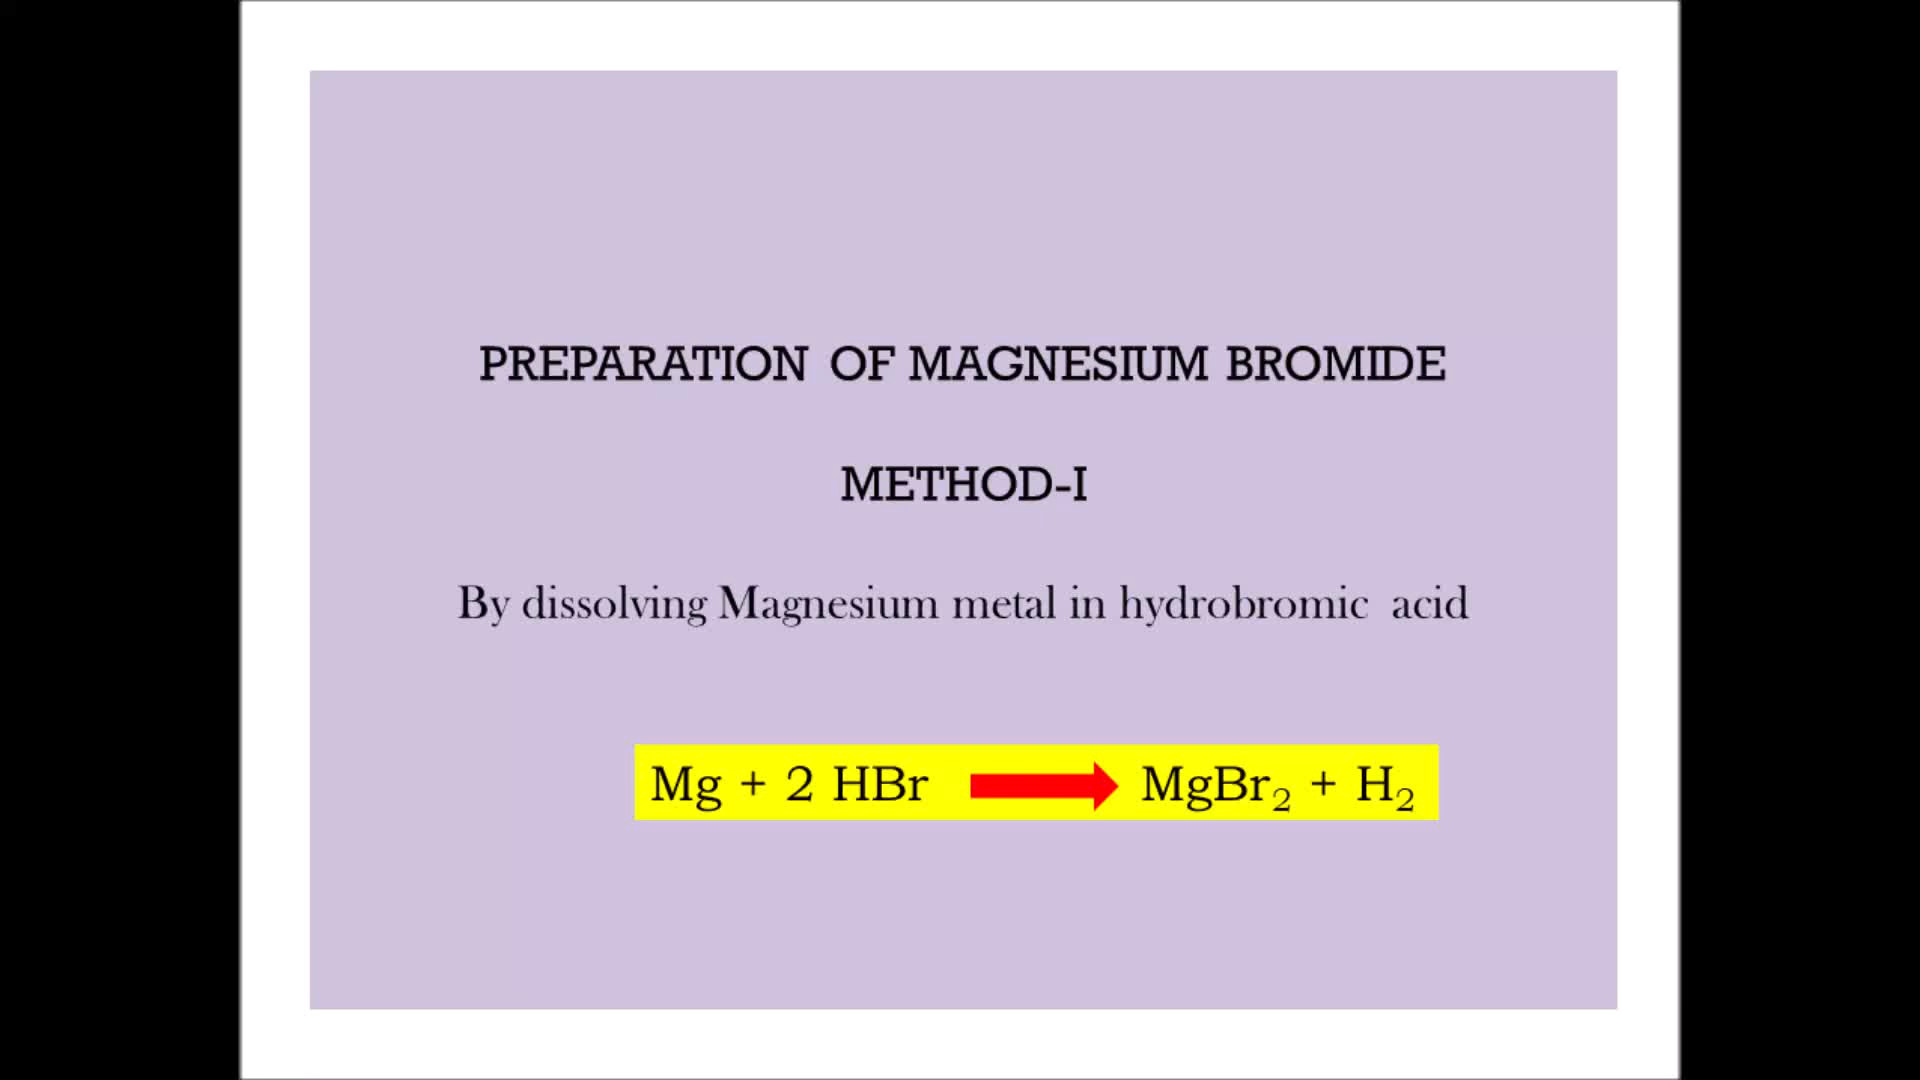 PREPARATION OF MAGNESIUM BROMIDE
METHOD-I
By dissolving Magnesium metal in hydrobromic acid
Mg + 2 HBr ➡ MgBr₂ + H₂